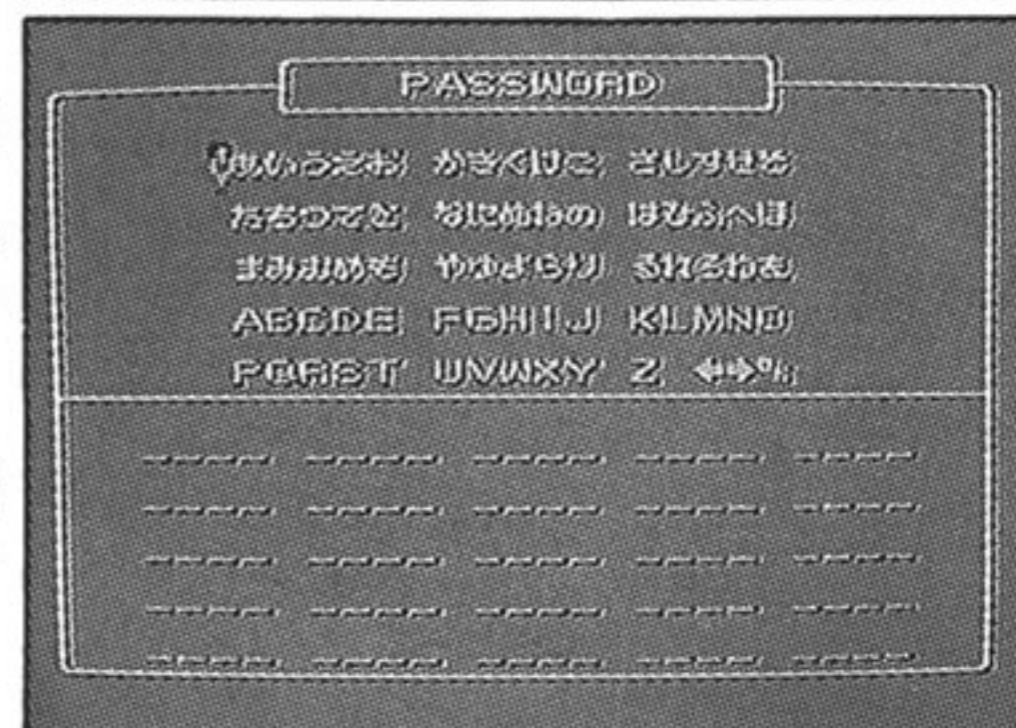 PASSWORD
あいうえお かきくけこ さしすせそ
たちつてと なにぬねの はひふへほ
まみむめも やゆよらり るれろわを
ABCDE FGHIJ KLMNO
PQRST UVWXY Z ←→%
---- ---- ---- ---- ----
---- ---- ---- ---- ----
---- ---- ---- ---- ----
---- ---- ---- ---- ----
---- ---- ---- ---- ----